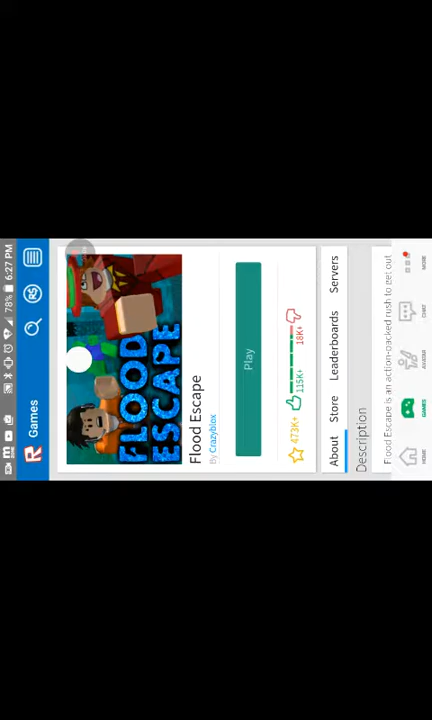 78% 6:27 PM
Games
R$
FLOOD
ESCAPE
Flood Escape
By Crazyblox
Play
473K+
115K+
18K+
About
Store
Leaderboards
Servers
Description
Flood Escape is an action-packed rush to get out
HOME
GAMES
AVATAR
CHAT
MORE